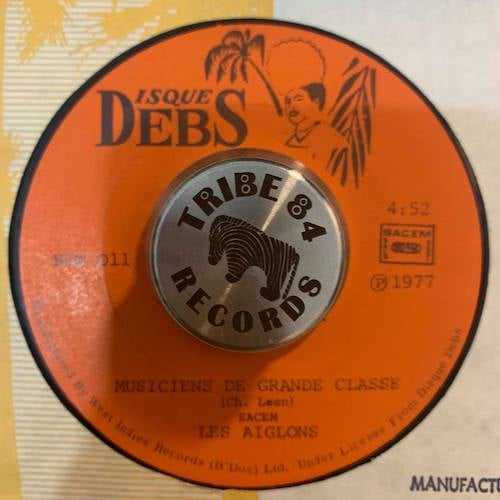 DISQUE
DEBS
TRIBE 84
RECORDS
4:52
SACEM
011
Ⓟ 1977
MUSICIENS DE GRANDE CLASSE
(Ch. Leon)
SACEM
LES AIGLONS
Manufactured By West Indies Records (B'Dos) Ltd. Under License From Disque Debs
MANUFACTU